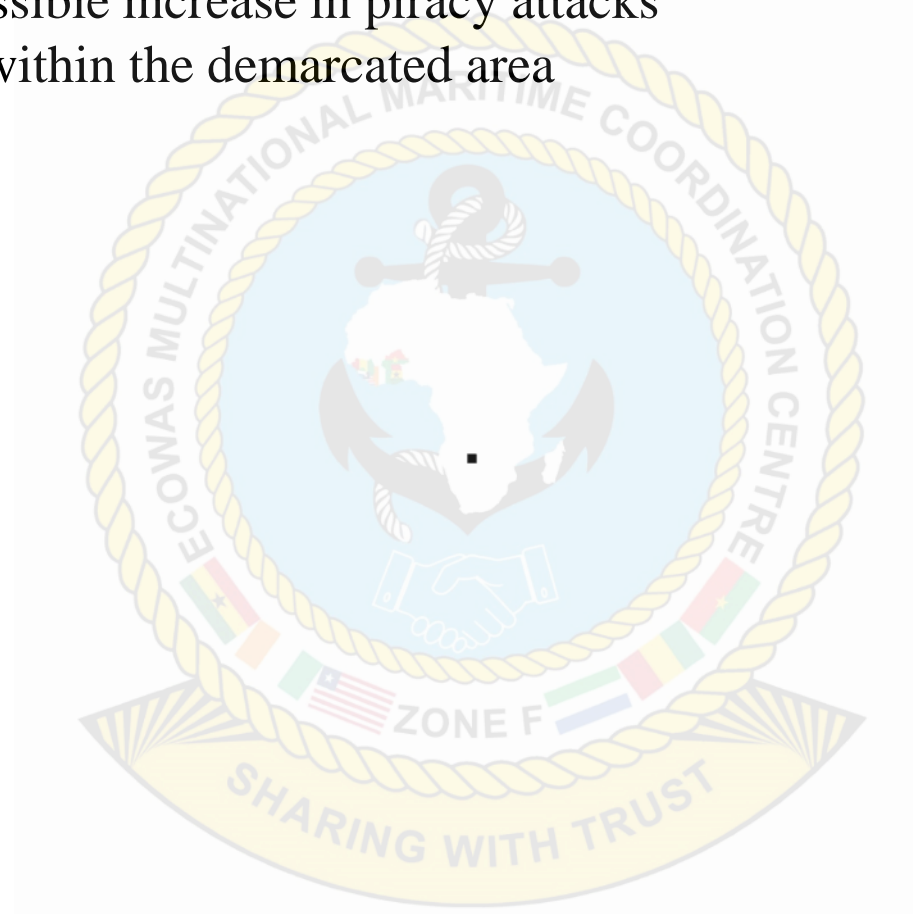 ssible increase in piracy attacks
within the demarcated area
ECOWAS MULTINATIONAL MARITIME COORDINATION CENTRE
ZONE F
SHARING WITH TRUST